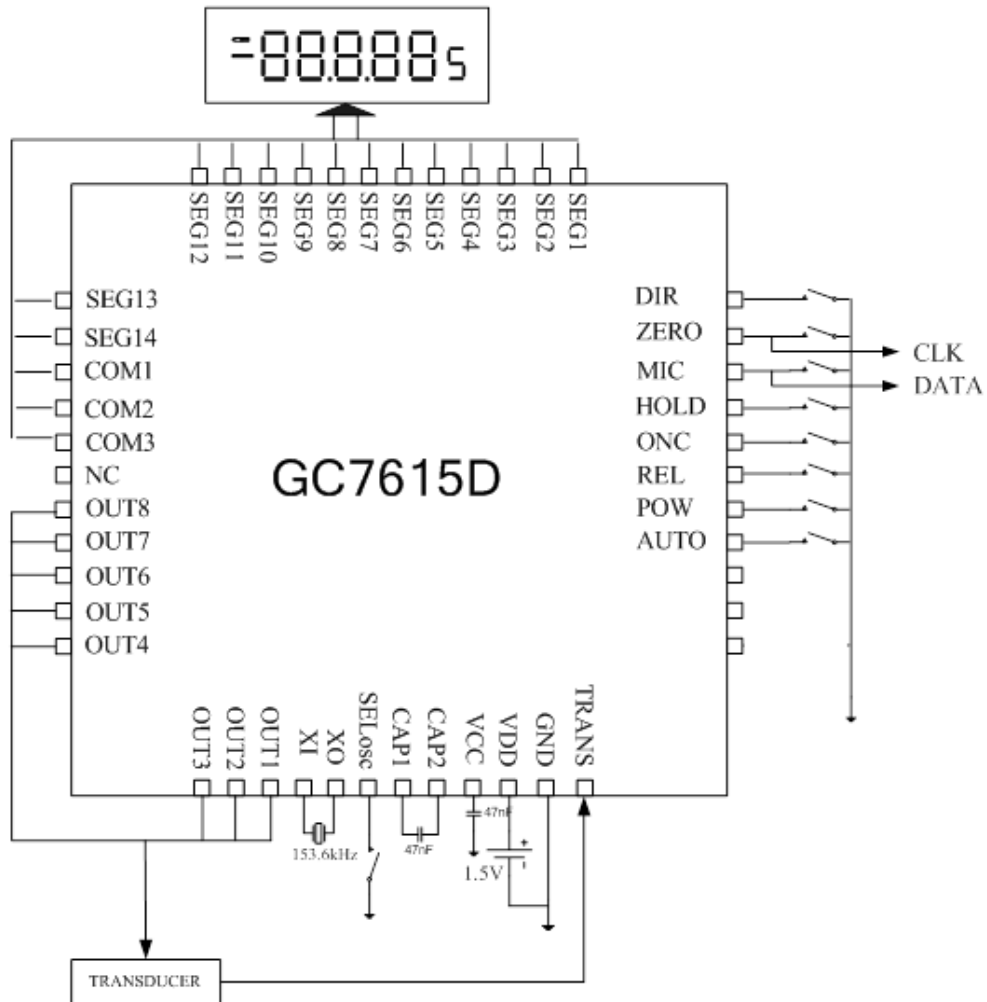 -88.8.88 s
SEG12
SEG11
SEG10
SEG9
SEG8
SEG7
SEG6
SEG5
SEG4
SEG3
SEG2
SEG1
SEG13
SEG14
COM1
COM2
COM3
NC
OUT8
OUT7
OUT6
OUT5
OUT4
GC7615D
DIR
ZERO
MIC
HOLD
ONC
REL
POW
AUTO
CLK
DATA
OUT3
OUT2
OUT1
XI
XO
SELosc
CAP1
CAP2
VCC
VDD
GND
TRANS
153.6kHz
47nF
47nF
1.5V
+
-
TRANSDUCER